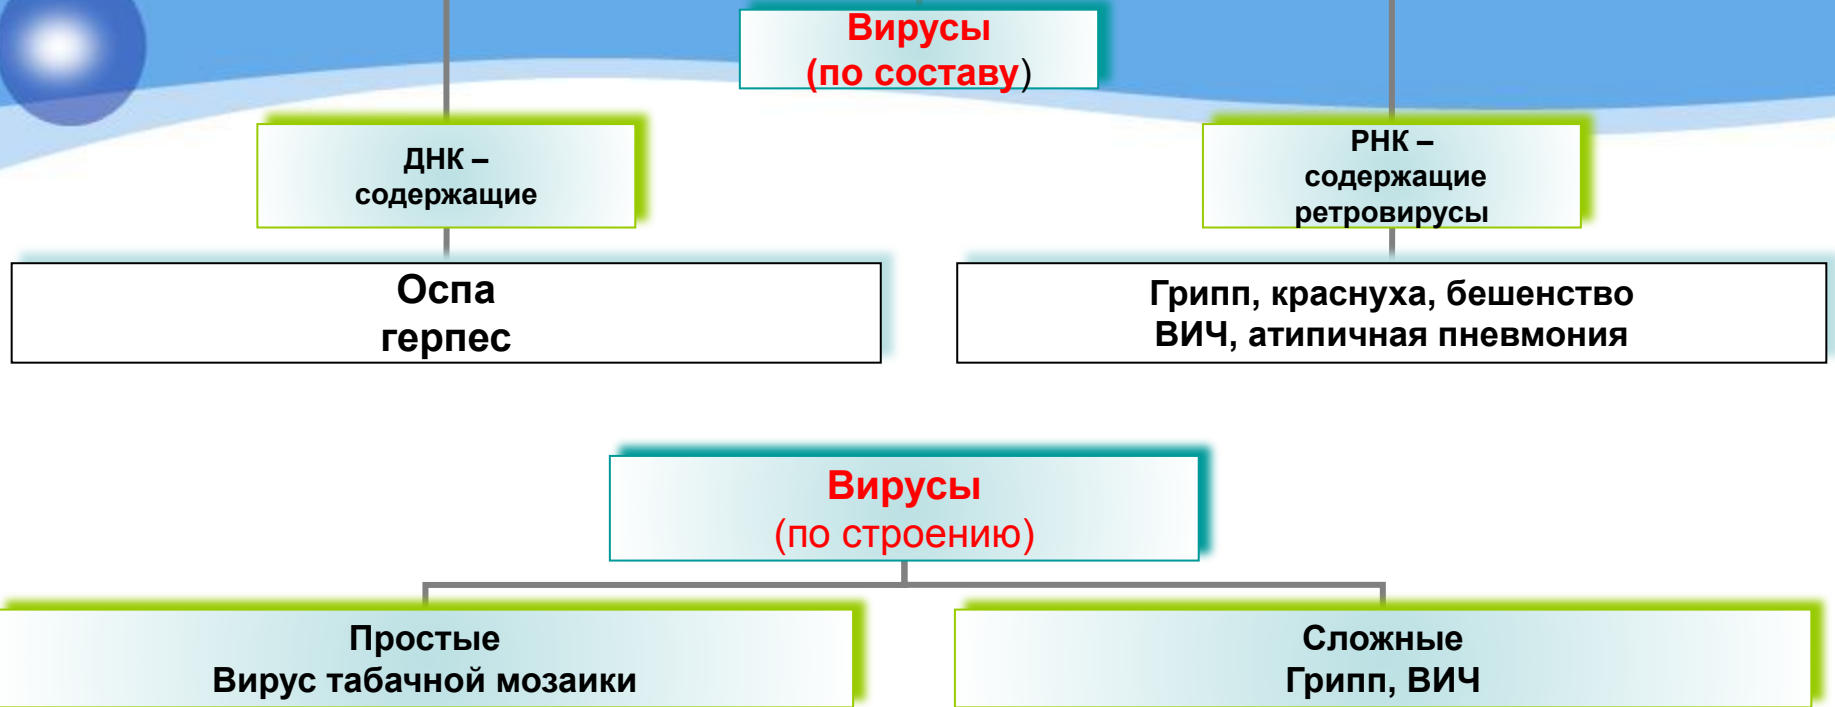 Вирусы
(по составу)
ДНК –
содержащие
РНК –
содержащие
ретровирусы
Оспа
герпес
Грипп, краснуха, бешенство
ВИЧ, атипичная пневмония
Вирусы
(по строению)
Простые
Вирус табачной мозаики
Сложные
Грипп, ВИЧ